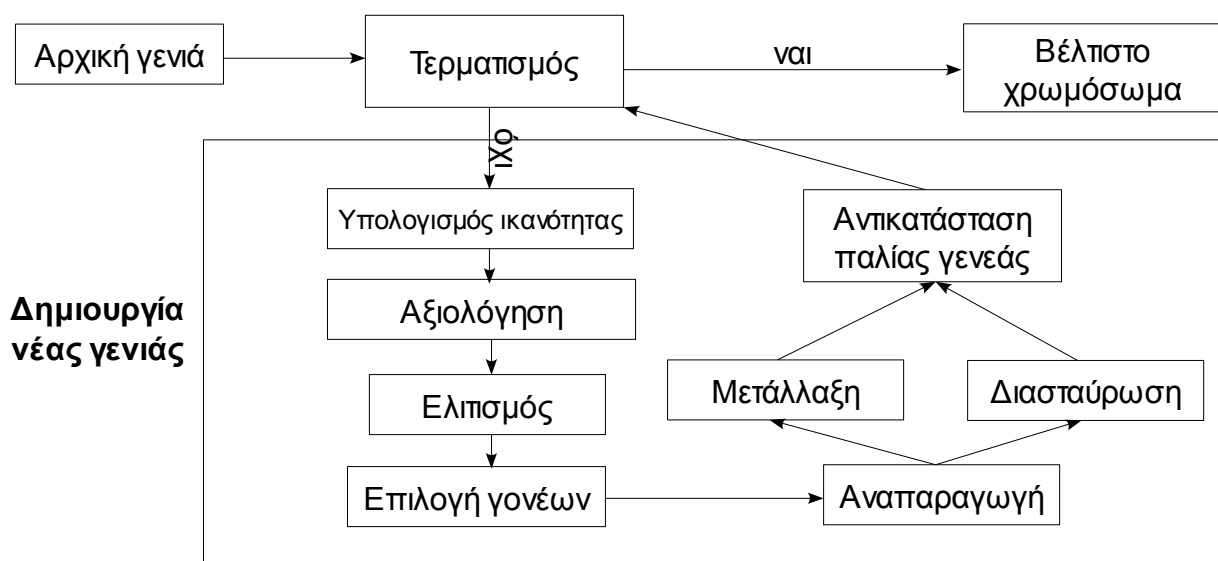 Αρχική γενιά
Τερματισμός
ναι
Βέλτιστο
χρωμόσωμα
όχι
Υπολογισμός ικανότητας
Αντικατάσταση
παλίας γενεάς
Αξιολόγηση
Δημιουργία
νέας γενιάς
Ελιτισμός
Μετάλλαξη
Διασταύρωση
Επιλογή γονέων
Αναπαραγωγή